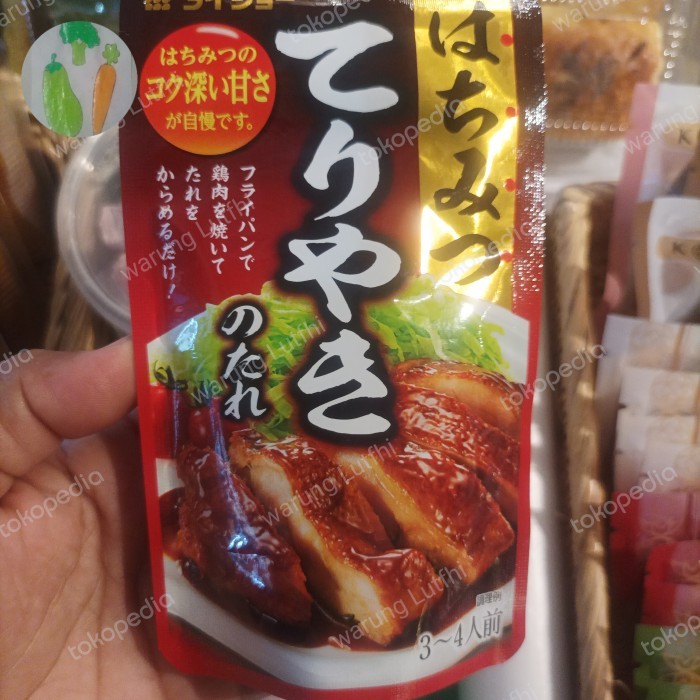 ダイショー
はちみつの
コク深い甘さ
が自慢です。
はちみつ
てりやき
のたれ
フライパンで
鶏肉を焼いて
たれを
からめるだけ!
調理例
3〜4人前
tokopedia
warung Luthfi